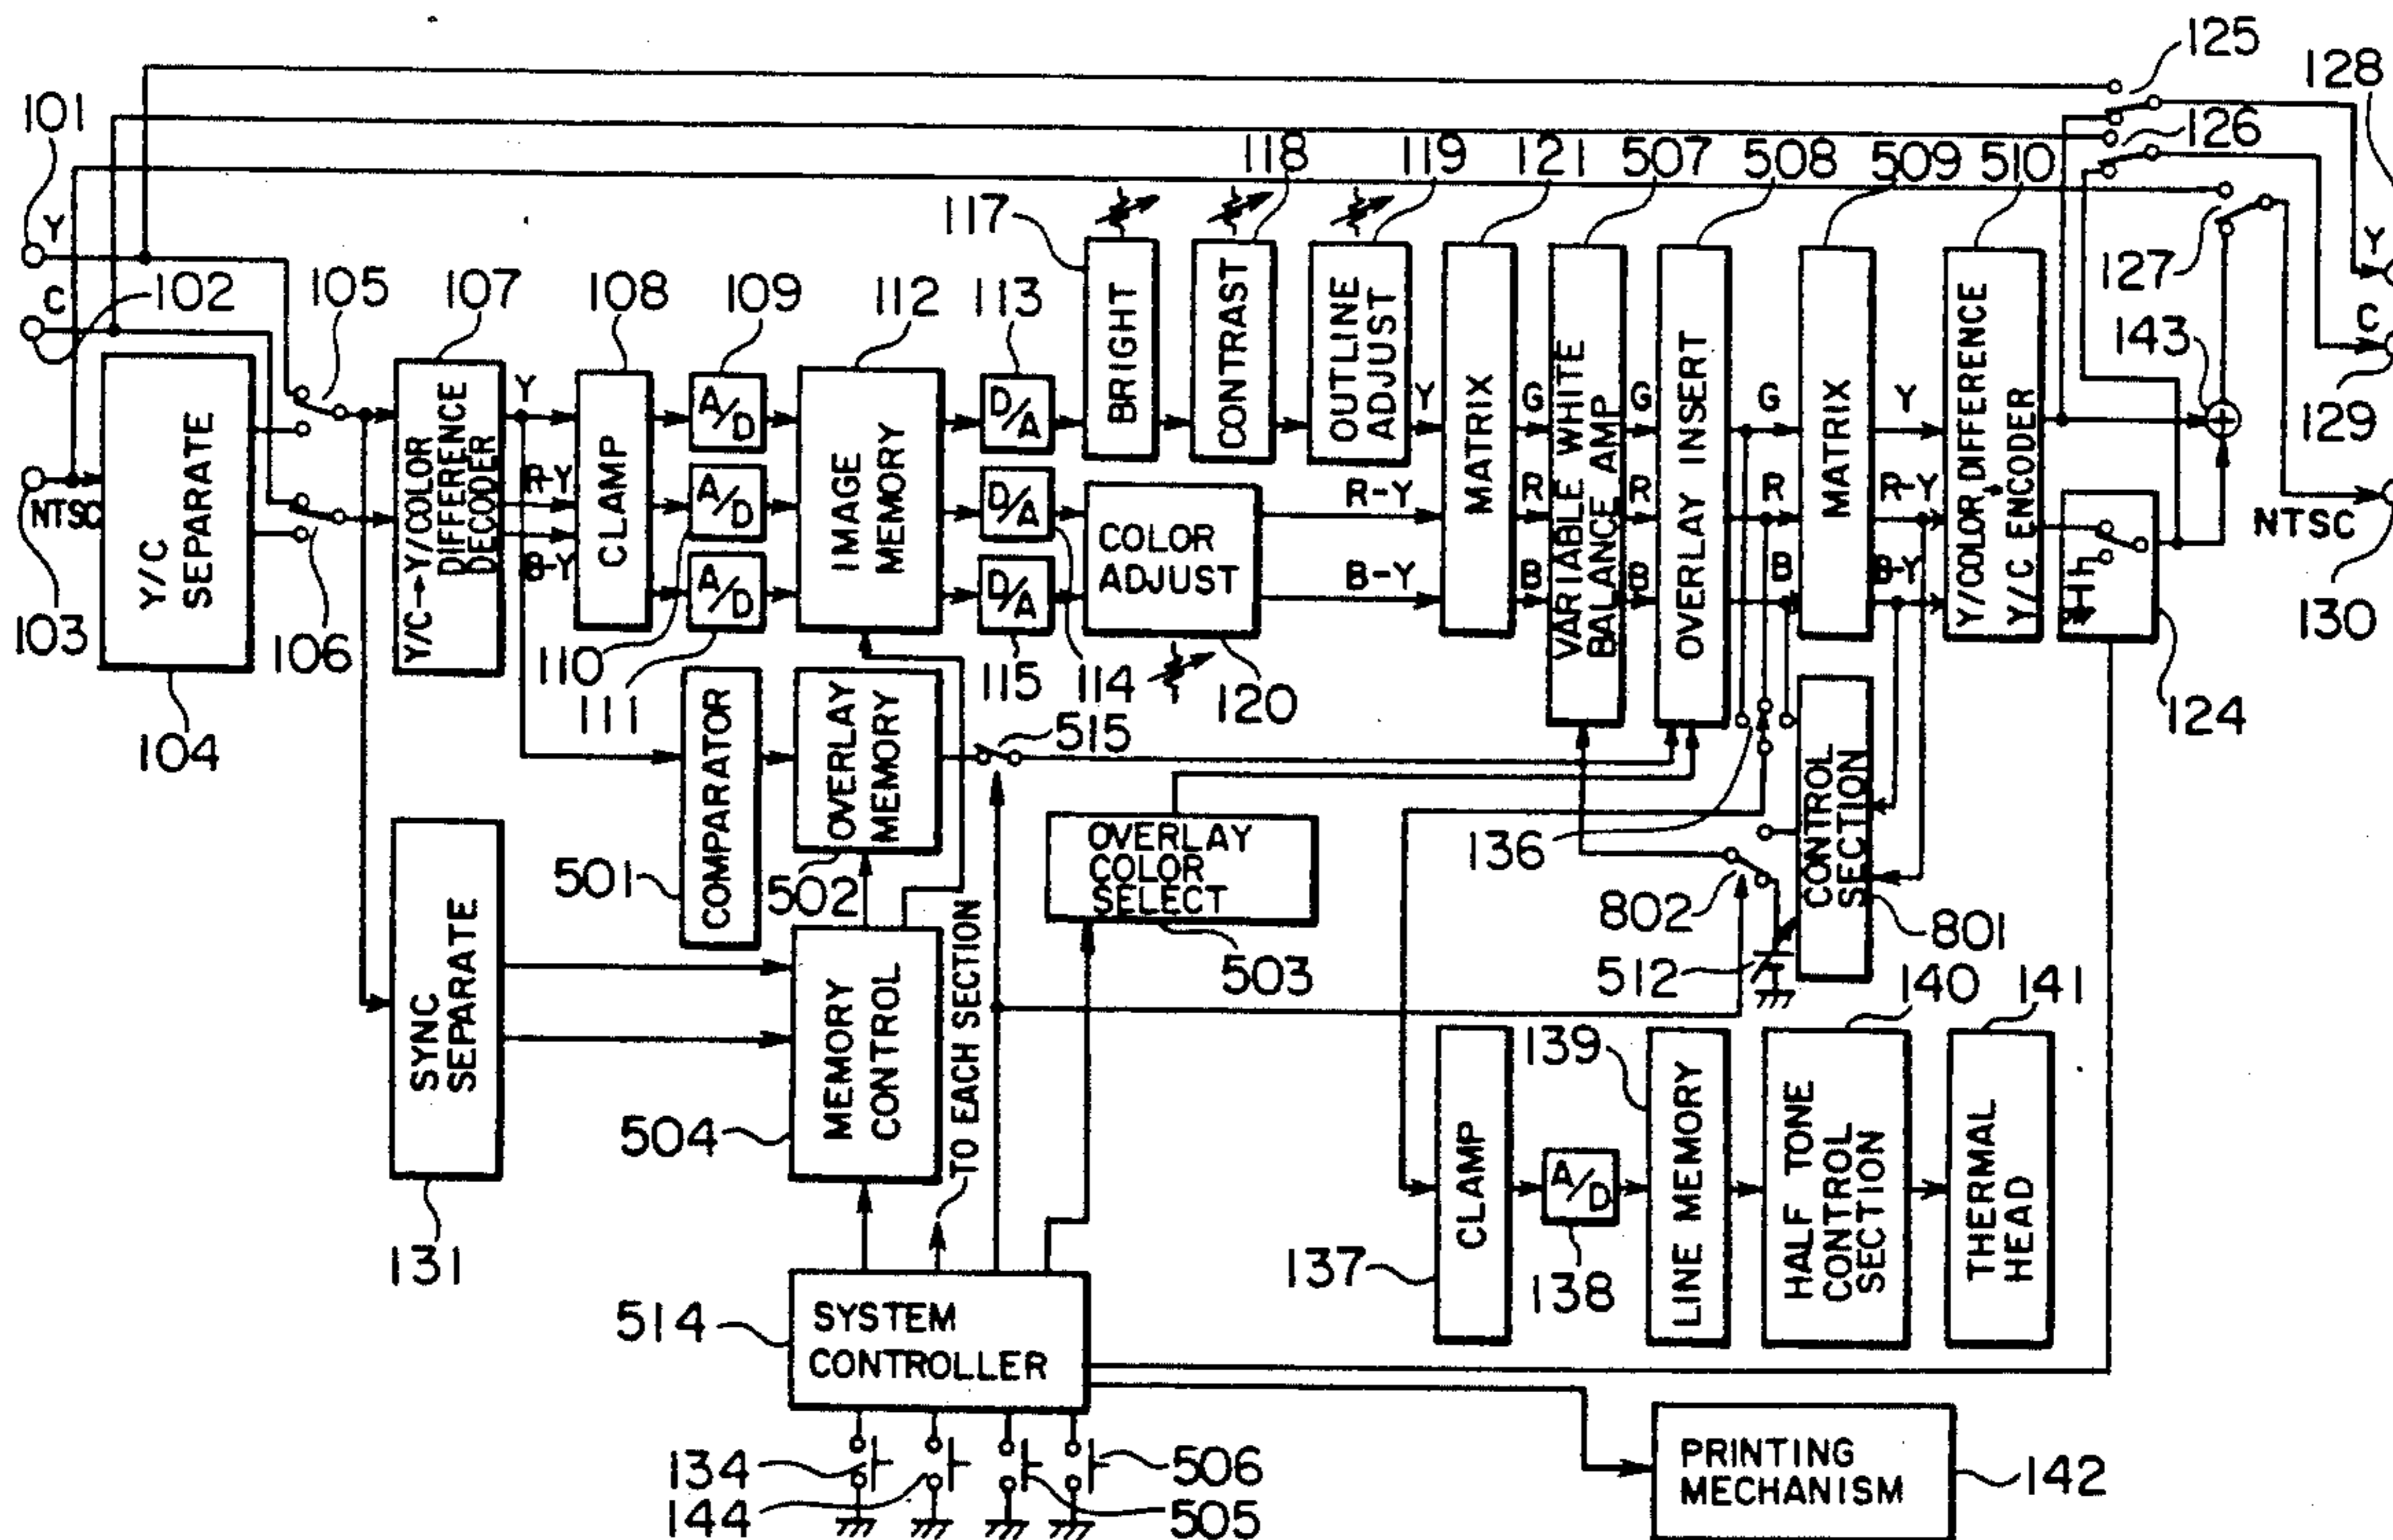 125
128
101
126
118
119
121
507
508
509
510
Y
117
127
Y
C
102
105
107
108
109
112
113
143
C
BRIGHT
CONTRAST
OUTLINE
ADJUST
MATRIX
VARIABLE WHITE
BALANCE AMP
OVERLAY INSERT
MATRIX
Y/COLOR DIFFERENCE
→
Y/C ENCODER
Y/C
SEPARATE
Y/C→Y/COLOR
DIFFERENCE
DECODER
Y
R-Y
B-Y
CLAMP
A/D
A/D
A/D
IMAGE
MEMORY
D/A
D/A
D/A
Y
G
G
G
Y
R-Y
R
R
R
R-Y
B-Y
B
B
B
B-Y
COLOR
ADJUST
129
NTSC
NTSC
103
106
110
111
115
114
120
124
130
104
COMPARATOR
OVERLAY
MEMORY
515
136
CONTROL
SECTION
OVERLAY
COLOR
SELECT
501
502
503
802
801
512
SYNC
SEPARATE
MEMORY
CONTROL
TO EACH SECTION
140
141
139
504
CLAMP
A/D
LINE MEMORY
HALF TONE
CONTROL
SECTION
THERMAL
HEAD
131
137
138
514
SYSTEM
CONTROLLER
134
144
506
505
PRINTING
MECHANISM
142